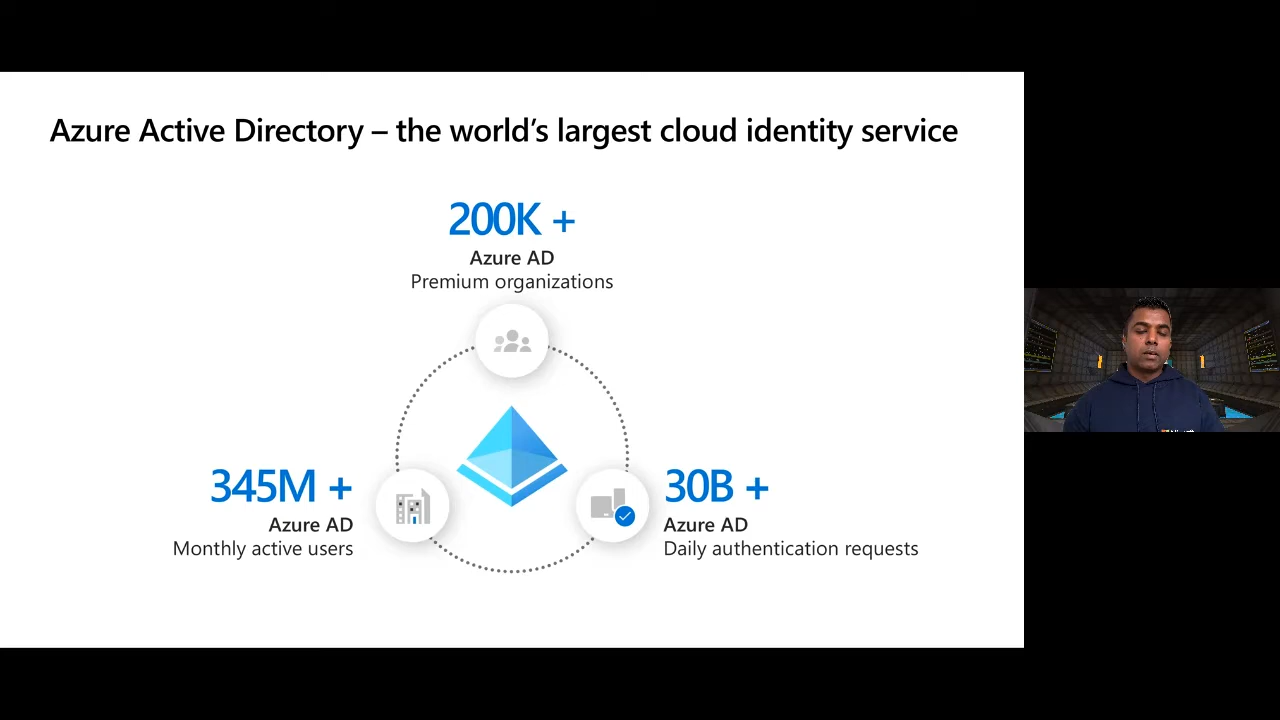 Azure Active Directory – the world’s largest cloud identity service
200K +
Azure AD
Premium organizations
345M +
Azure AD
Monthly active users
30B +
Azure AD
Daily authentication requests